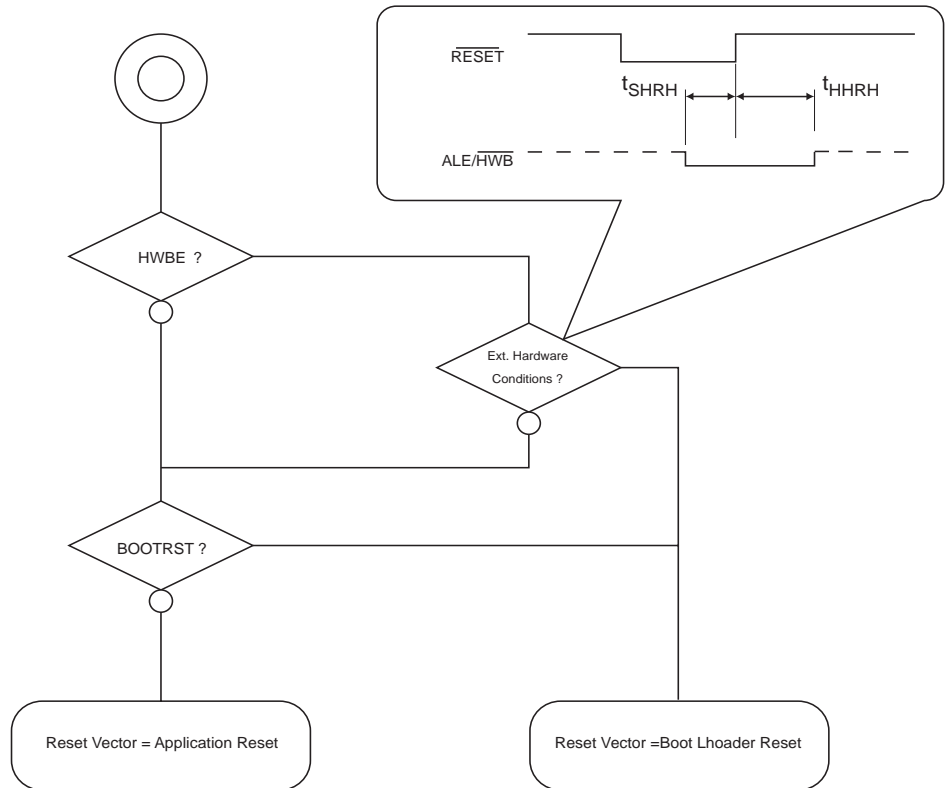 RESET
tSHRH
tHHRH
ALE/HWB
HWBE ?
Ext. Hardware
Conditions ?
BOOTRST ?
Reset Vector = Application Reset
Reset Vector =Boot Lhoader Reset